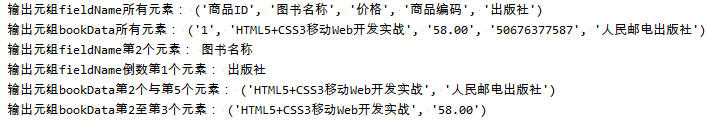 输出元组fieldName所有元素： ('商品ID', '图书名称', '价格', '商品编码', '出版社')
输出元组bookData所有元素： ('1', 'HTML5+CSS3移动Web开发实战', '58.00', '50676377587', '人民邮电出版社')
输出元组fieldName第2个元素： 图书名称
输出元组fieldName倒数第1个元素： 出版社
输出元组bookData第2个与第5个元素： ('HTML5+CSS3移动Web开发实战', '人民邮电出版社')
输出元组bookData第2至第3个元素： ('HTML5+CSS3移动Web开发实战', '58.00')